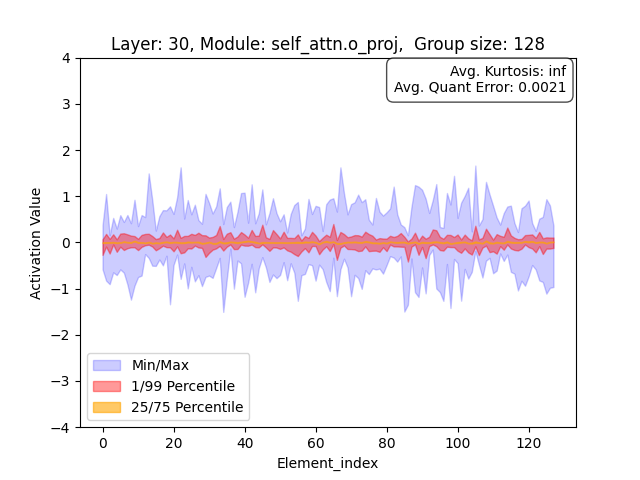 Layer: 30, Module: self_attn.o_proj,  Group size: 128
Avg. Kurtosis: inf
Avg. Quant Error: 0.0021
Activation Value
4
3
2
1
0
−1
−2
−3
−4
Min/Max
1/99 Percentile
25/75 Percentile
0 20 40 60 80 100 120
Element_index